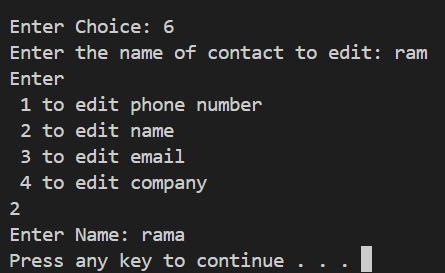 Enter Choice: 6
Enter the name of contact to edit: ram
Enter
1 to edit phone number
2 to edit name
3 to edit email
4 to edit company
2
Enter Name: rama
Press any key to continue . . .